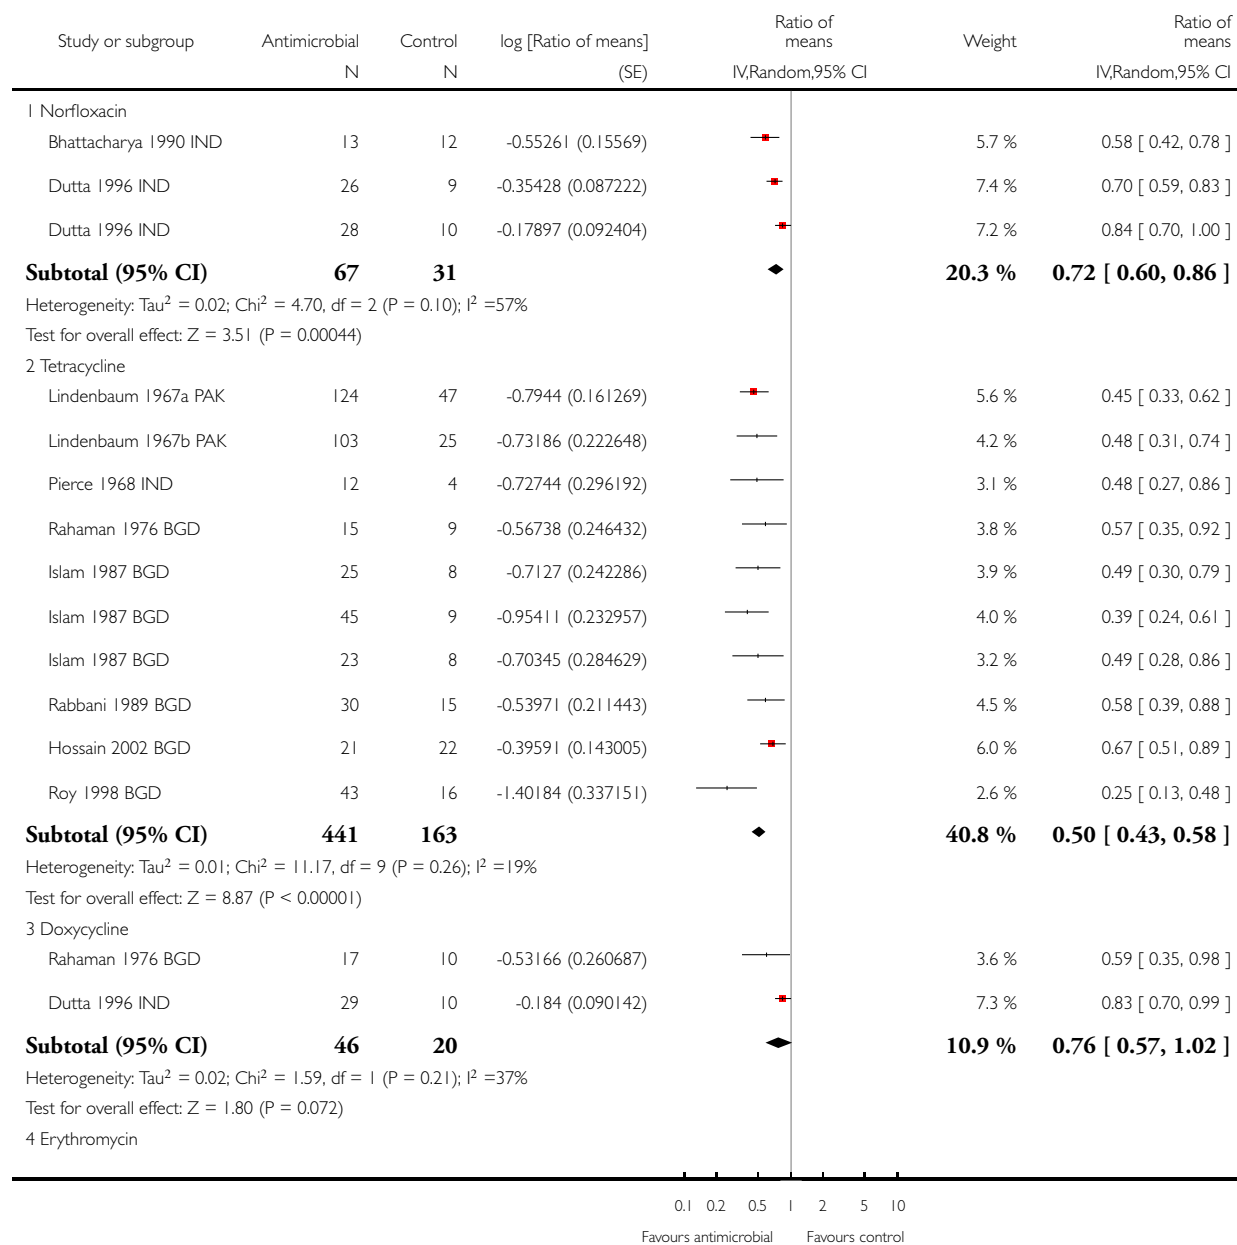 Study or subgroup Antimicrobial Control log [Ratio of means] Ratio of means Weight Ratio of means
N N (SE) IV,Random,95% CI IV,Random,95% CI
1 Norfloxacin
Bhattacharya 1990 IND 13 12 -0.55261 (0.15569) 5.7 % 0.58 [ 0.42, 0.78 ]
Dutta 1996 IND 26 9 -0.35428 (0.087222) 7.4 % 0.70 [ 0.59, 0.83 ]
Dutta 1996 IND 28 10 -0.17897 (0.092404) 7.2 % 0.84 [ 0.70, 1.00 ]
Subtotal (95% CI) 67 31 20.3 % 0.72 [ 0.60, 0.86 ]
Heterogeneity: Tau² = 0.02; Chi² = 4.70, df = 2 (P = 0.10); I² =57%
Test for overall effect: Z = 3.51 (P = 0.00044)
2 Tetracycline
Lindenbaum 1967a PAK 124 47 -0.7944 (0.161269) 5.6 % 0.45 [ 0.33, 0.62 ]
Lindenbaum 1967b PAK 103 25 -0.73186 (0.222648) 4.2 % 0.48 [ 0.31, 0.74 ]
Pierce 1968 IND 12 4 -0.72744 (0.296192) 3.1 % 0.48 [ 0.27, 0.86 ]
Rahaman 1976 BGD 15 9 -0.56738 (0.246432) 3.8 % 0.57 [ 0.35, 0.92 ]
Islam 1987 BGD 25 8 -0.7127 (0.242286) 3.9 % 0.49 [ 0.30, 0.79 ]
Islam 1987 BGD 45 9 -0.95411 (0.232957) 4.0 % 0.39 [ 0.24, 0.61 ]
Islam 1987 BGD 23 8 -0.70345 (0.284629) 3.2 % 0.49 [ 0.28, 0.86 ]
Rabbani 1989 BGD 30 15 -0.53971 (0.211443) 4.5 % 0.58 [ 0.39, 0.88 ]
Hossain 2002 BGD 21 22 -0.39591 (0.143005) 6.0 % 0.67 [ 0.51, 0.89 ]
Roy 1998 BGD 43 16 -1.40184 (0.337151) 2.6 % 0.25 [ 0.13, 0.48 ]
Subtotal (95% CI) 441 163 40.8 % 0.50 [ 0.43, 0.58 ]
Heterogeneity: Tau² = 0.01; Chi² = 11.17, df = 9 (P = 0.26); I² =19%
Test for overall effect: Z = 8.87 (P < 0.00001)
3 Doxycycline
Rahaman 1976 BGD 17 10 -0.53166 (0.260687) 3.6 % 0.59 [ 0.35, 0.98 ]
Dutta 1996 IND 29 10 -0.184 (0.090142) 7.3 % 0.83 [ 0.70, 0.99 ]
Subtotal (95% CI) 46 20 10.9 % 0.76 [ 0.57, 1.02 ]
Heterogeneity: Tau² = 0.02; Chi² = 1.59, df = 1 (P = 0.21); I² =37%
Test for overall effect: Z = 1.80 (P = 0.072)
4 Erythromycin
0.1 0.2 0.5 1 2 5 10
Favours antimicrobial Favours control